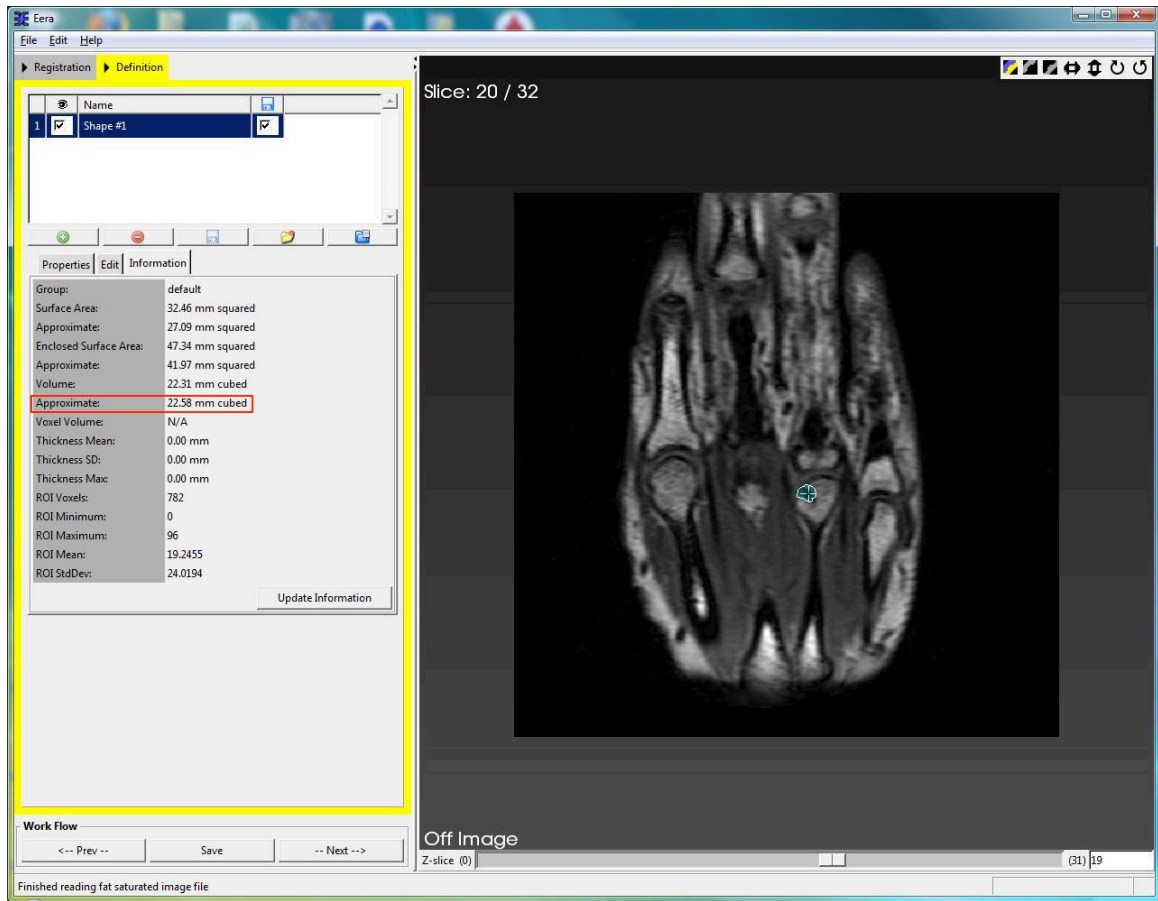 Eera
File Edit Help
Registration Definition
Name
1 Shape #1
Properties Edit Information
Group: default
Surface Area: 32.46 mm squared
Approximate: 27.09 mm squared
Enclosed Surface Area: 47.34 mm squared
Approximate: 41.97 mm squared
Volume: 22.31 mm cubed
Approximate: 22.58 mm cubed
Voxel Volume: N/A
Thickness Mean: 0.00 mm
Thickness SD: 0.00 mm
Thickness Max: 0.00 mm
ROI Voxels: 782
ROI Minimum: 0
ROI Maximum: 96
ROI Mean: 19.2455
ROI StdDev: 24.0194
Update Information
Work Flow
<-- Prev -- Save -- Next -->
Finished reading fat saturated image file
Slice: 20 / 32
Off Image
Z-slice (0) (31) 19